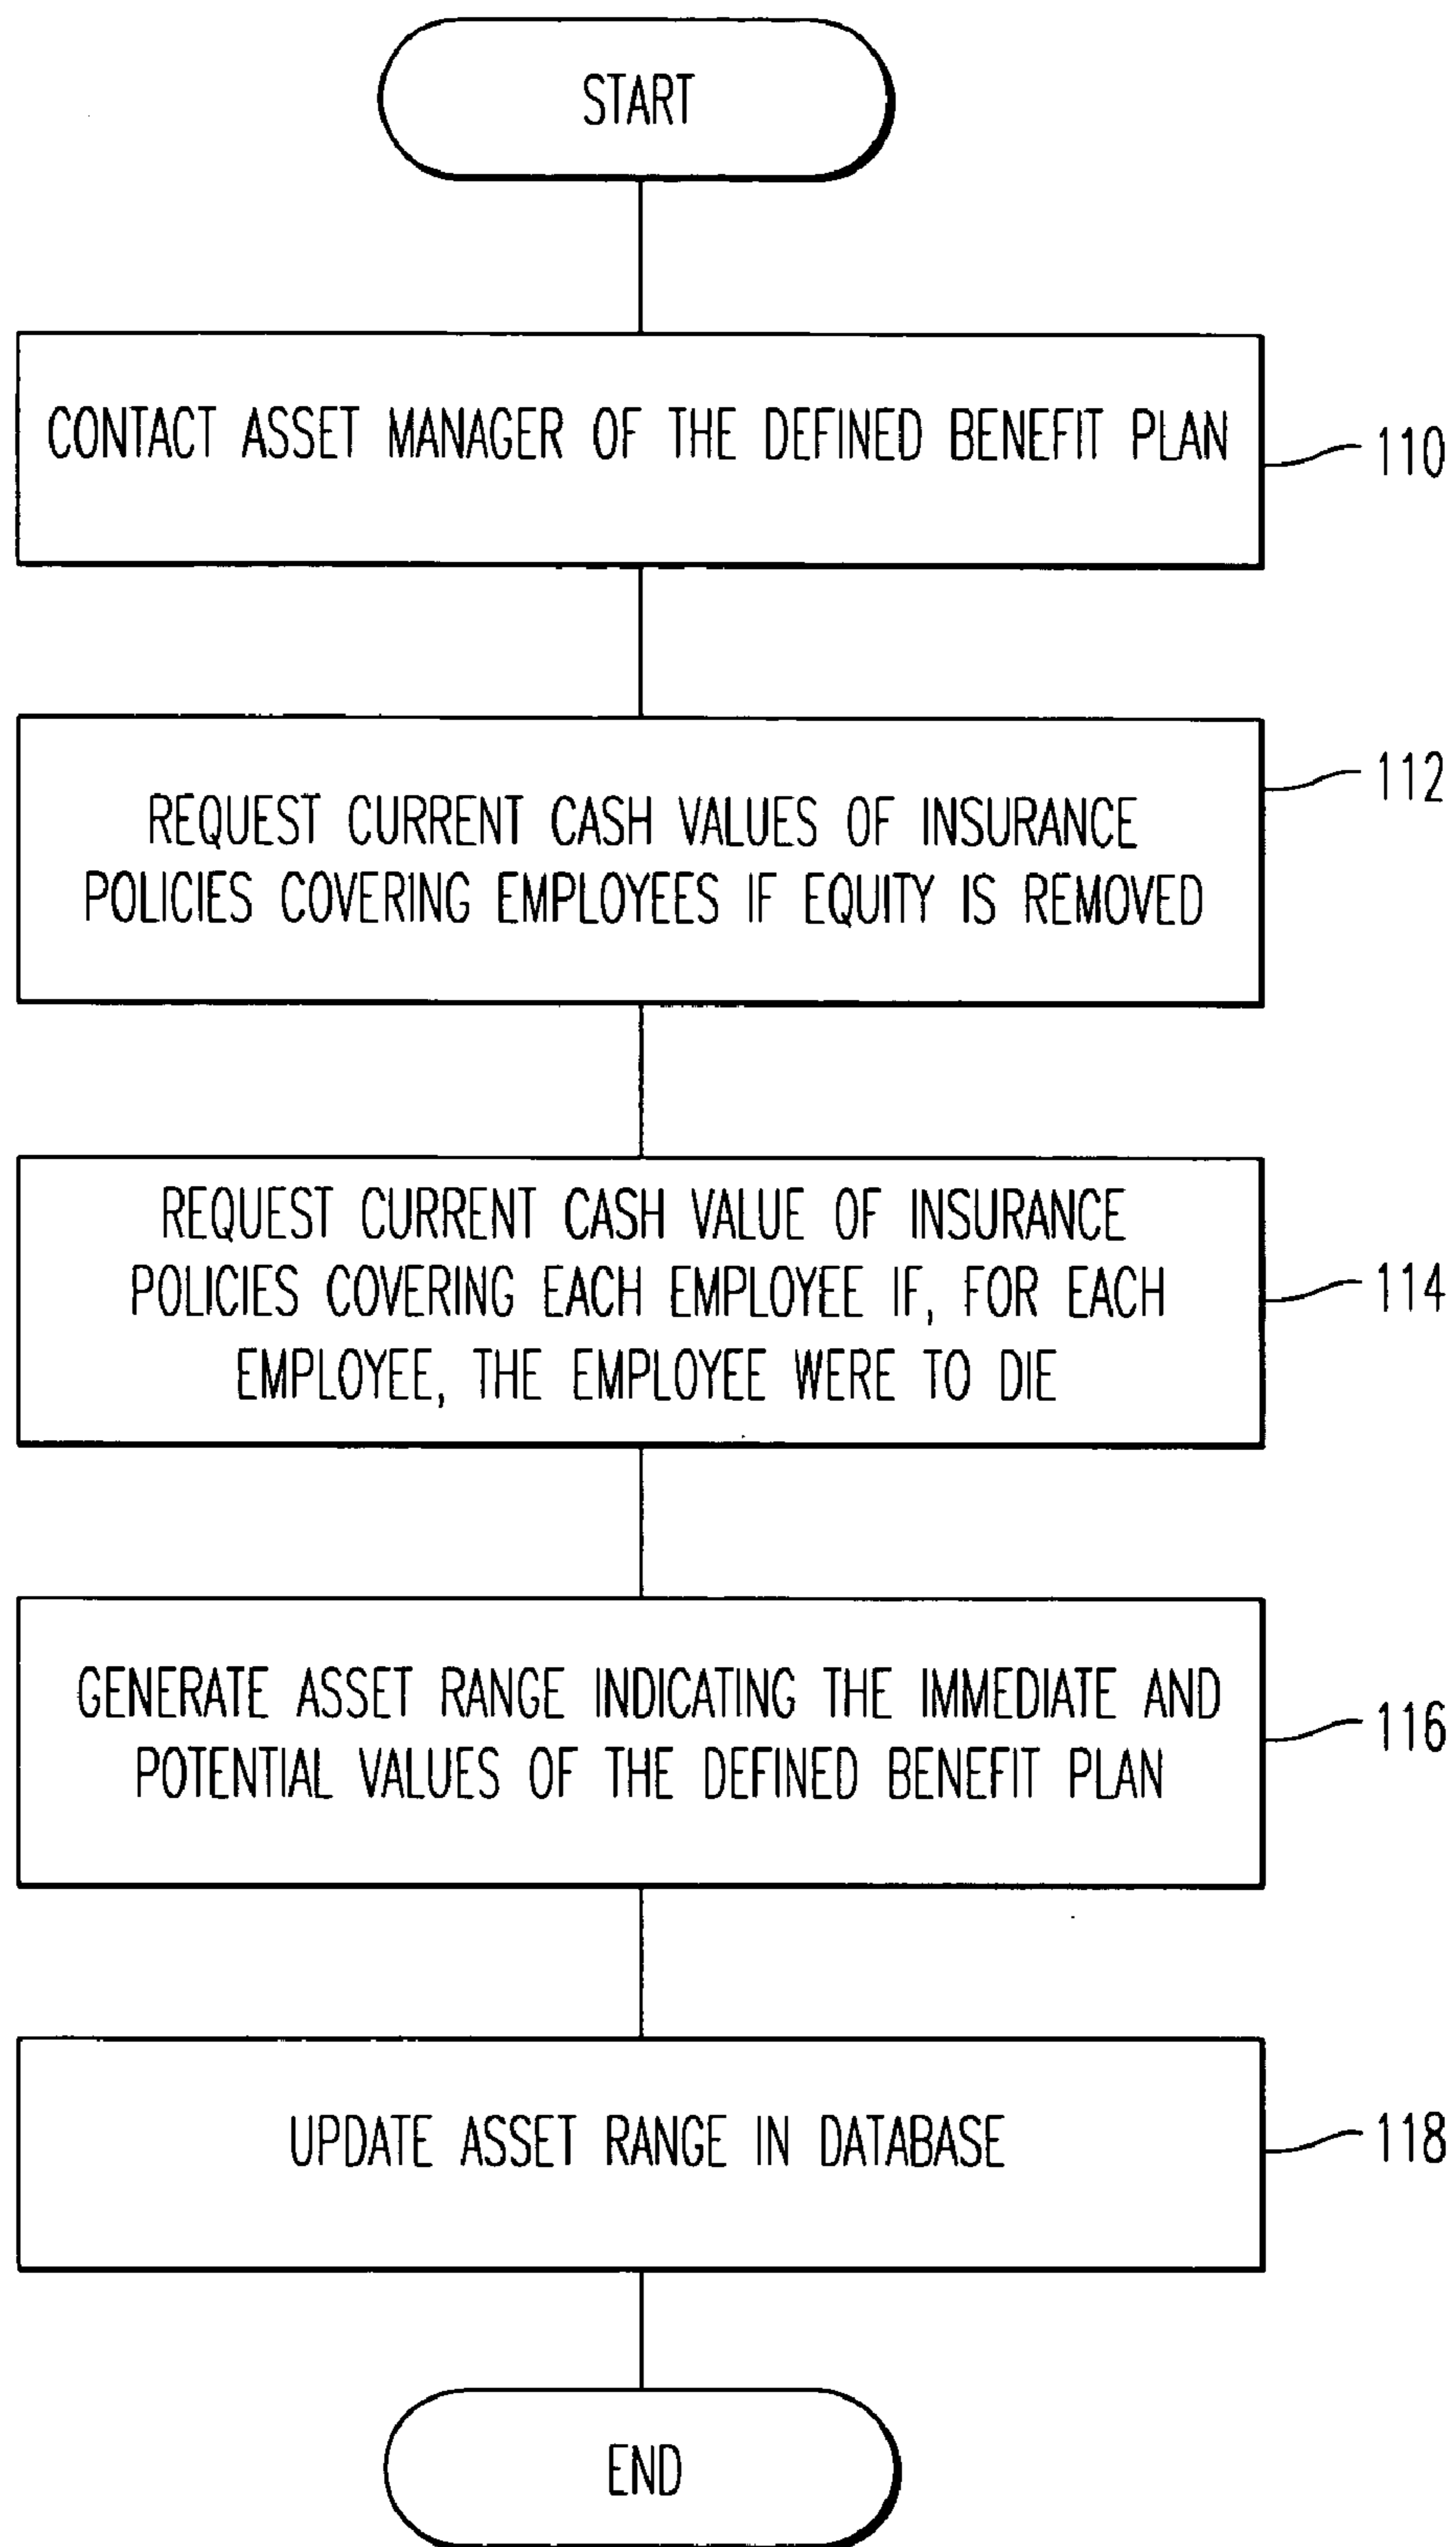 START
CONTACT ASSET MANAGER OF THE DEFINED BENEFIT PLAN
110
REQUEST CURRENT CASH VALUES OF INSURANCE
POLICIES COVERING EMPLOYEES IF EQUITY IS REMOVED
112
REQUEST CURRENT CASH VALUE OF INSURANCE
POLICIES COVERING EACH EMPLOYEE IF, FOR EACH
EMPLOYEE, THE EMPLOYEE WERE TO DIE
114
GENERATE ASSET RANGE INDICATING THE IMMEDIATE AND
POTENTIAL VALUES OF THE DEFINED BENEFIT PLAN
116
UPDATE ASSET RANGE IN DATABASE
118
END